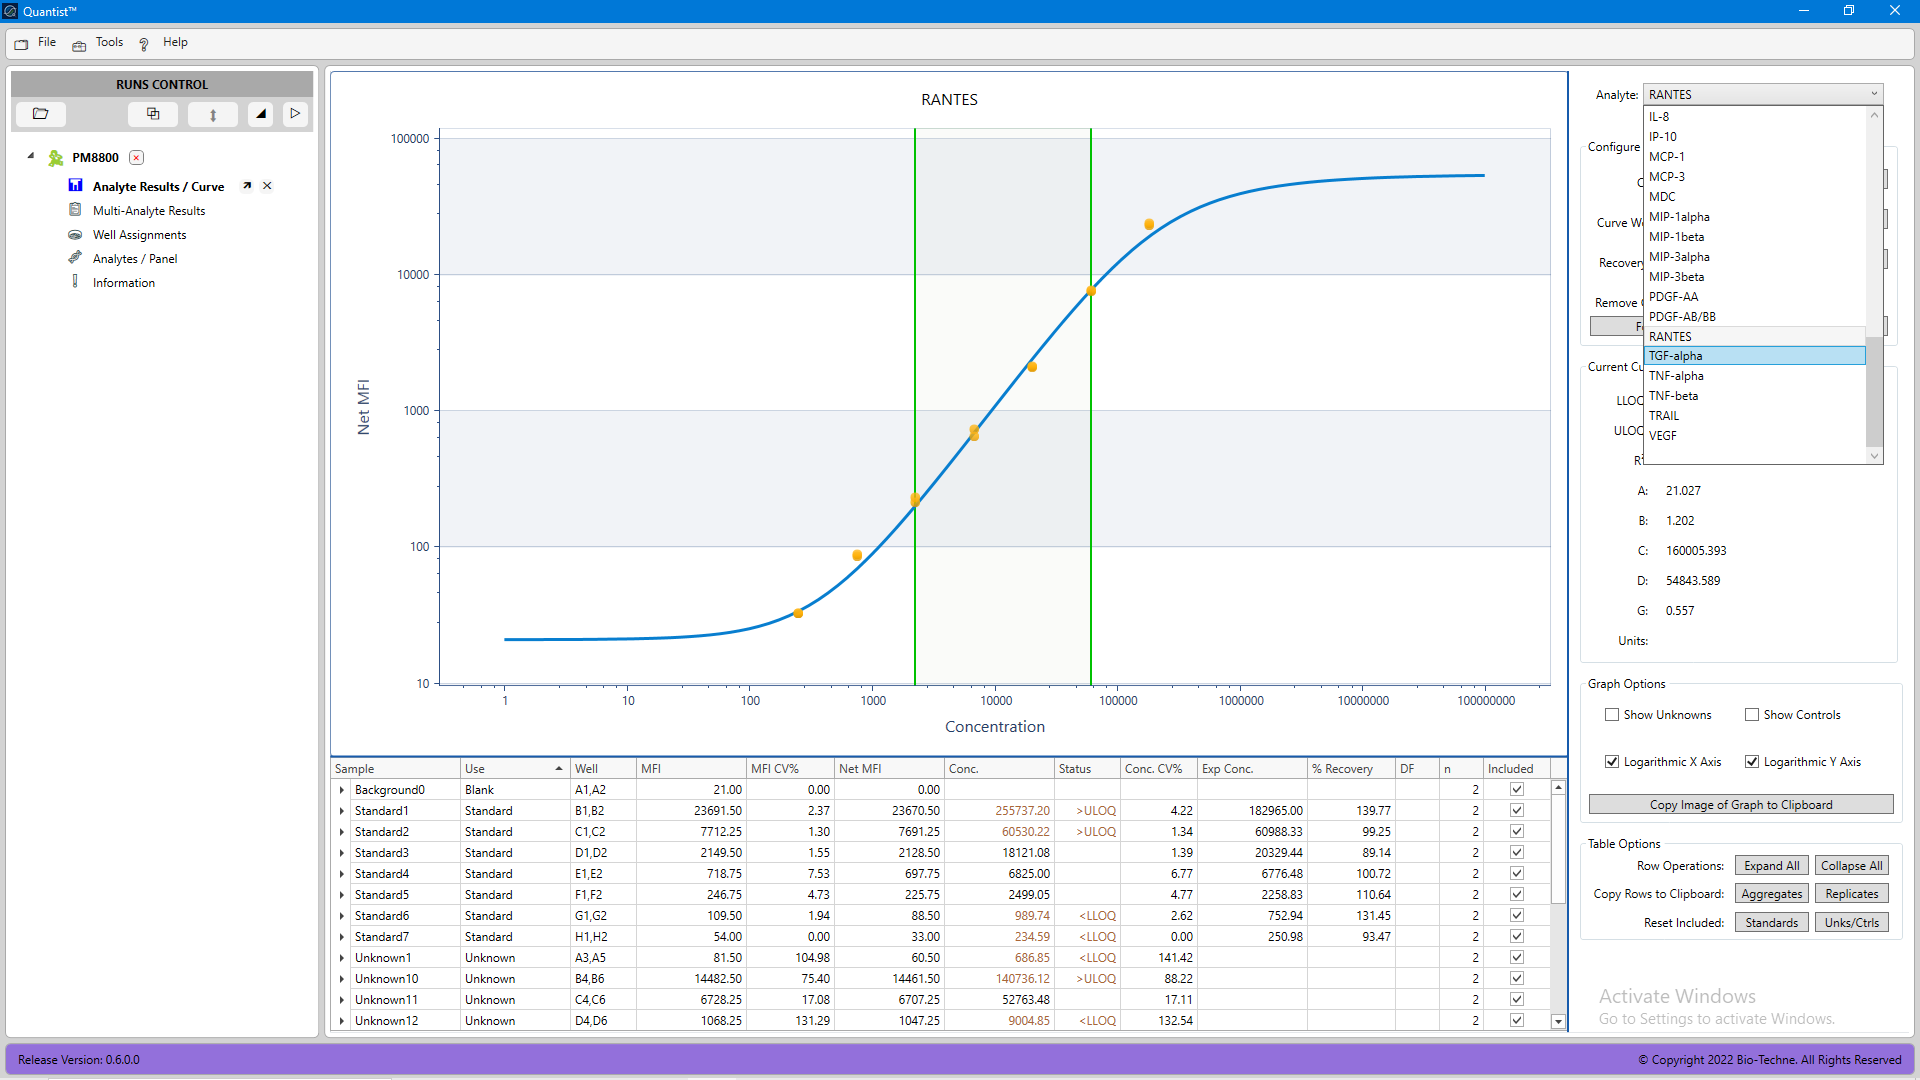 Quantist™
File Tools Help
RUNS CONTROL
PM8800
Analyte Results / Curve
Multi-Analyte Results
Well Assignments
Analytes / Panel
Information
RANTES
100000
10000
1000
100
10
Net MFI
1 10 100 1000 10000 100000 1000000 10000000 100000000
Concentration
Analyte: RANTES
IL-8
IP-10
MCP-1
MCP-3
MDC
MIP-1alpha
MIP-1beta
MIP-3alpha
MIP-3beta
PDGF-AA
PDGF-AB/BB
RANTES
TGF-alpha
TNF-alpha
TNF-beta
TRAIL
VEGF
Configure
Curve W
Recovery
Remove
Current Cu
LLOQ
ULOQ
A: 21.027
B: 1.202
C: 160005.393
D: 54843.589
G: 0.557
Units:
Graph Options
Show Unknowns Show Controls
Logarithmic X Axis Logarithmic Y Axis
Copy Image of Graph to Clipboard
Table Options
Row Operations: Expand All Collapse All
Copy Rows to Clipboard: Aggregates Replicates
Reset Included: Standards Unks/Ctrls
Sample Use Well MFI MFI CV% Net MFI Conc. Status Conc. CV% Exp Conc. % Recovery DF n Included
Background0 Blank A1,A2 21.00 0.00 0.00 2
Standard1 Standard B1,B2 23691.50 2.37 23670.50 255737.20 >ULOQ 4.22 182965.00 139.77 2
Standard2 Standard C1,C2 7712.25 1.30 7691.25 60530.22 >ULOQ 1.34 60988.33 99.25 2
Standard3 Standard D1,D2 2149.50 1.55 2128.50 18121.08 1.39 20329.44 89.14 2
Standard4 Standard E1,E2 718.75 7.53 697.75 6825.00 6.77 6776.48 100.72 2
Standard5 Standard F1,F2 246.75 4.73 225.75 2499.05 4.77 2258.83 110.64 2
Standard6 Standard G1,G2 109.50 1.94 88.50 989.74 <LLOQ 2.62 752.94 131.45 2
Standard7 Standard H1,H2 54.00 0.00 33.00 234.59 <LLOQ 0.00 250.98 93.47 2
Unknown1 Unknown A3,A5 81.50 104.98 60.50 686.85 <LLOQ 141.42 2
Unknown10 Unknown B4,B6 14482.50 75.40 14461.50 140736.12 >ULOQ 88.22 2
Unknown11 Unknown C4,C6 6728.25 17.08 6707.25 52763.48 17.11 2
Unknown12 Unknown D4,D6 1068.25 131.29 1047.25 9004.85 <LLOQ 132.54 2
Activate Windows
Go to Settings to activate Windows.
Release Version: 0.6.0.0
© Copyright 2022 Bio-Techne. All Rights Reserved